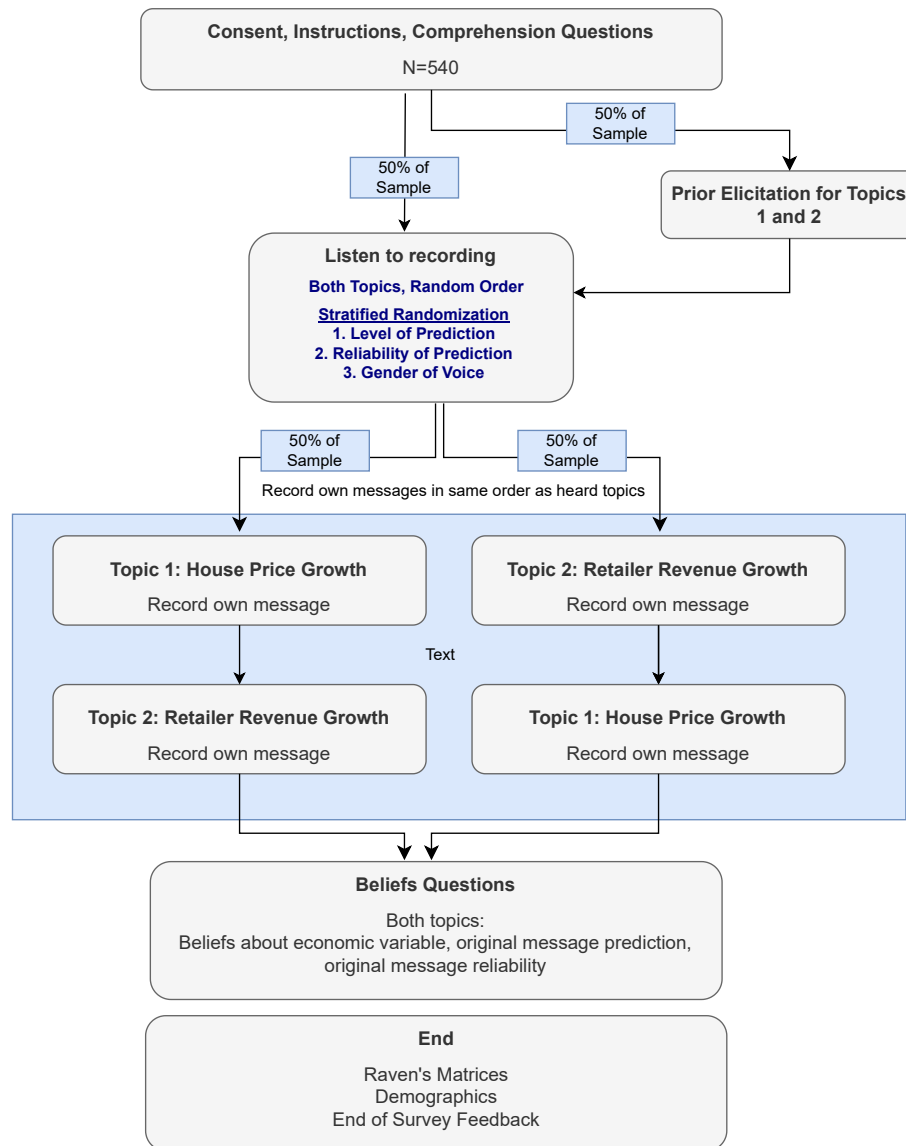 Consent, Instructions, Comprehension Questions
N=540
50% of
Sample
50% of
Sample
Prior Elicitation for Topics
1 and 2
Listen to recording
Both Topics, Random Order
Stratified Randomization
1. Level of Prediction
2. Reliability of Prediction
3. Gender of Voice
50% of
Sample
50% of
Sample
Record own messages in same order as heard topics
Topic 1: House Price Growth
Record own message
Topic 2: Retailer Revenue Growth
Record own message
Text
Topic 2: Retailer Revenue Growth
Record own message
Topic 1: House Price Growth
Record own message
Beliefs Questions
Both topics:
Beliefs about economic variable, original message prediction,
original message reliability
End
Raven's Matrices
Demographics
End of Survey Feedback